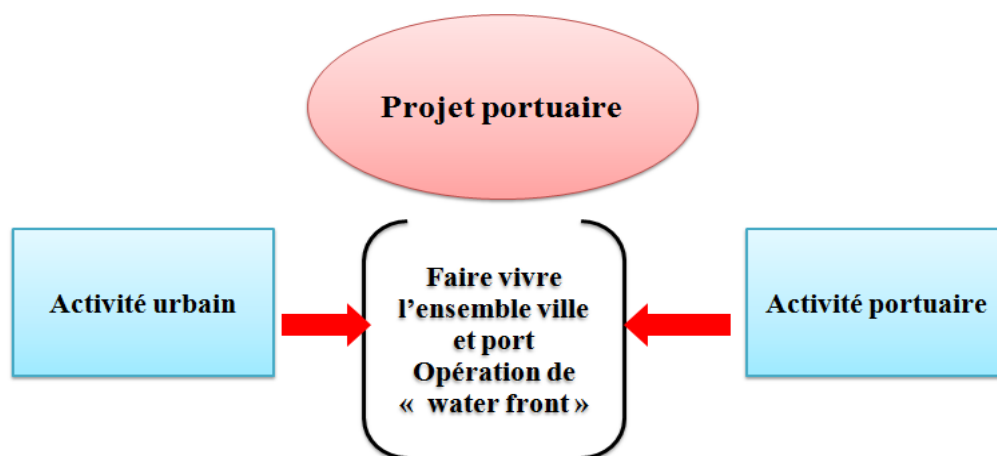 Projet portuaire
Activité urbain
Faire vivre
l’ensemble ville
et port
Opération de
«  water front »
Activité portuaire